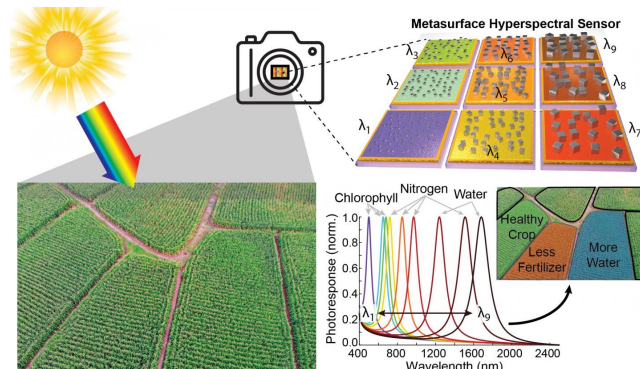 Metasurface Hyperspectral Sensor
λ3
λ6
λ9
λ2
λ5
λ8
λ1
λ4
λ7
Nitrogen
Chlorophyll
Water
Photoresponse (norm.)
1.0
0.8
0.6
0.4
0.2
0.0
λ1
λ9
400 800 1200 1600 2000 2400
Wavelength (nm)
Healthy
Crop
Less
Fertilizer
More
Water